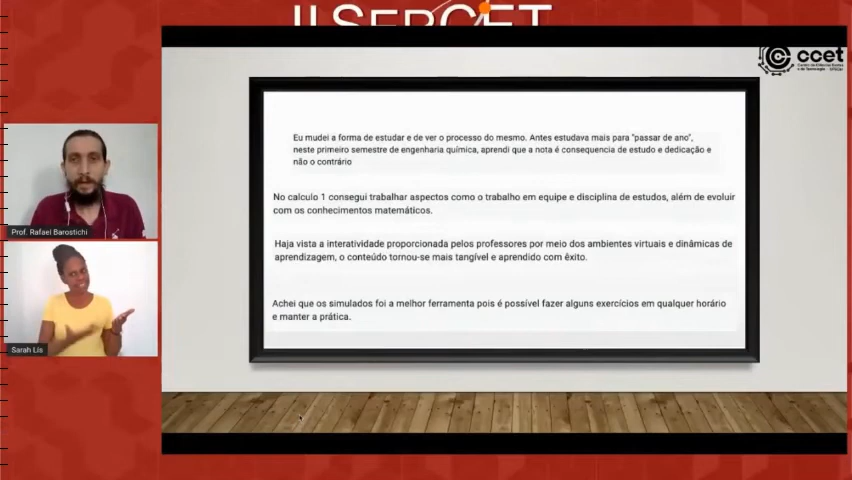 II SERCET
ccet
Eu mudei a forma de estudar e de ver o processo do mesmo. Antes estudava mais para "passar de ano",
neste primeiro semestre de engenharia química, aprendi que a nota é consequencia de estudo e dedicação e
não o contrário
No calculo 1 consegui trabalhar aspectos como o trabalho em equipe e disciplina de estudos, além de evoluir
com os conhecimentos matemáticos.
Haja vista a interatividade proporcionada pelos professores por meio dos ambientes virtuais e dinâmicas de
aprendizagem, o conteúdo tornou-se mais tangível e aprendido com êxito.
Achei que os simulados foi a melhor ferramenta pois é possível fazer alguns exercícios em qualquer horário
e manter a prática.
Prof. Rafael Barostichi
Sarah Lis